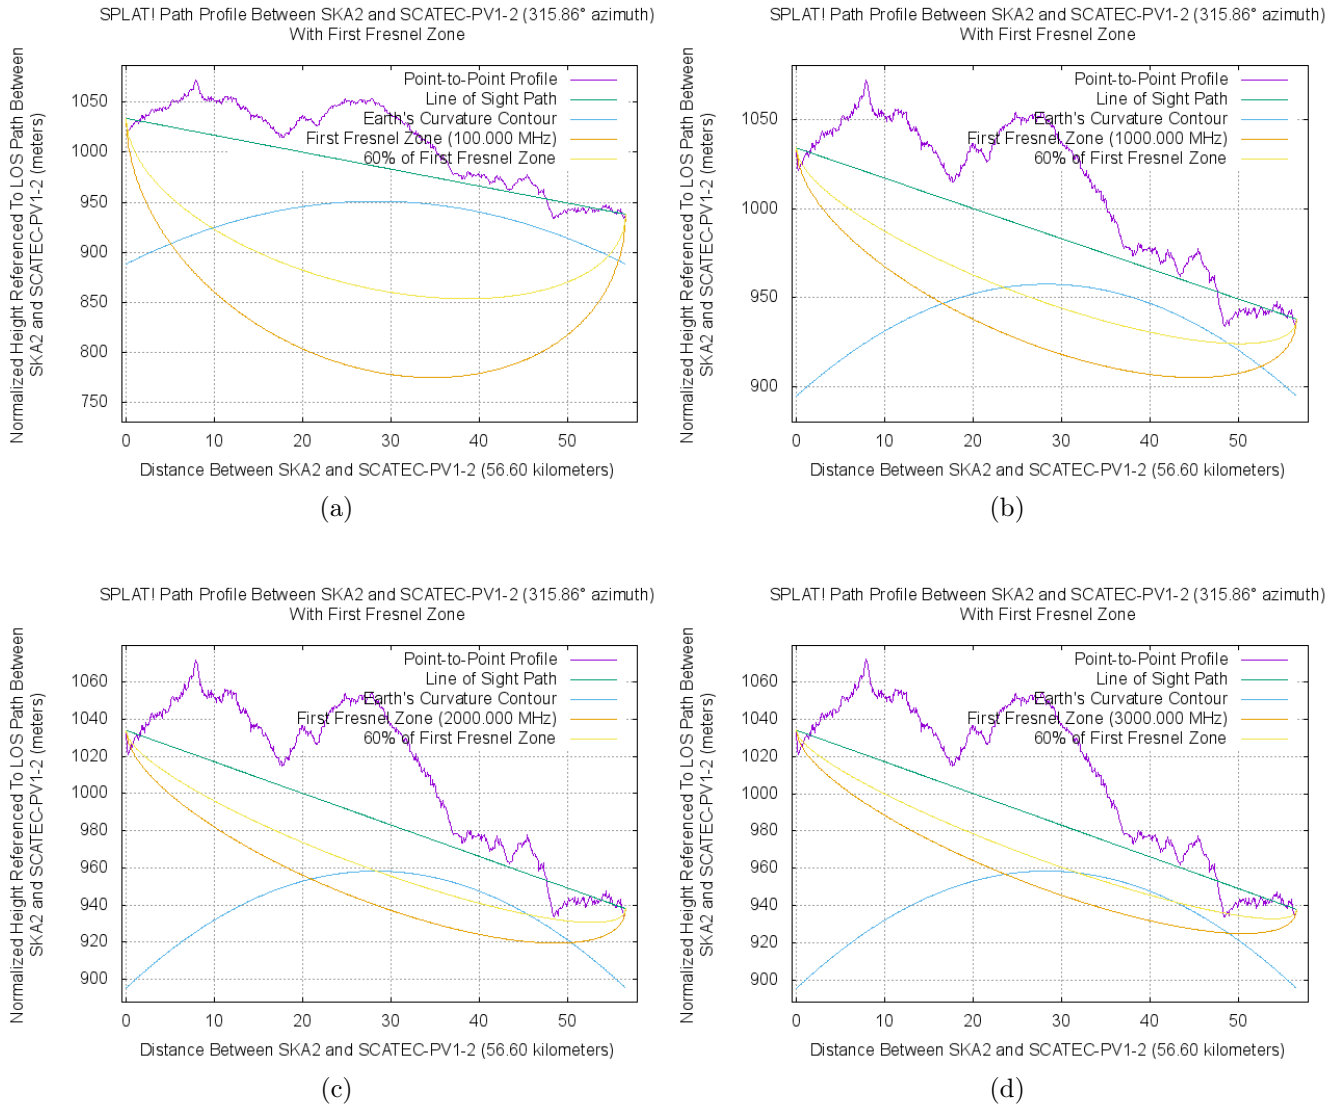 SPLAT! Path Profile Between SKA2 and SCATEC-PV1-2 (315.86° azimuth)
With First Fresnel Zone
Normalized Height Referenced To LOS Path Between
SKA2 and SCATEC-PV1-2 (meters)
Point-to-Point Profile
Line of Sight Path
Earth's Curvature Contour
First Fresnel Zone (100.000 MHz)
60% of First Fresnel Zone
1050
1000
950
900
850
800
750
0 10 20 30 40 50
Distance Between SKA2 and SCATEC-PV1-2 (56.60 kilometers)
(a)
SPLAT! Path Profile Between SKA2 and SCATEC-PV1-2 (315.86° azimuth)
With First Fresnel Zone
Normalized Height Referenced To LOS Path Between
SKA2 and SCATEC-PV1-2 (meters)
Point-to-Point Profile
Line of Sight Path
Earth's Curvature Contour
First Fresnel Zone (1000.000 MHz)
60% of First Fresnel Zone
1050
1000
950
900
0 10 20 30 40 50
Distance Between SKA2 and SCATEC-PV1-2 (56.60 kilometers)
(b)
SPLAT! Path Profile Between SKA2 and SCATEC-PV1-2 (315.86° azimuth)
With First Fresnel Zone
Normalized Height Referenced To LOS Path Between
SKA2 and SCATEC-PV1-2 (meters)
Point-to-Point Profile
Line of Sight Path
Earth's Curvature Contour
First Fresnel Zone (2000.000 MHz)
60% of First Fresnel Zone
1060
1040
1020
1000
980
960
940
920
900
0 10 20 30 40 50
Distance Between SKA2 and SCATEC-PV1-2 (56.60 kilometers)
(c)
SPLAT! Path Profile Between SKA2 and SCATEC-PV1-2 (315.86° azimuth)
With First Fresnel Zone
Normalized Height Referenced To LOS Path Between
SKA2 and SCATEC-PV1-2 (meters)
Point-to-Point Profile
Line of Sight Path
Earth's Curvature Contour
First Fresnel Zone (3000.000 MHz)
60% of First Fresnel Zone
1060
1040
1020
1000
980
960
940
920
900
0 10 20 30 40 50
Distance Between SKA2 and SCATEC-PV1-2 (56.60 kilometers)
(d)